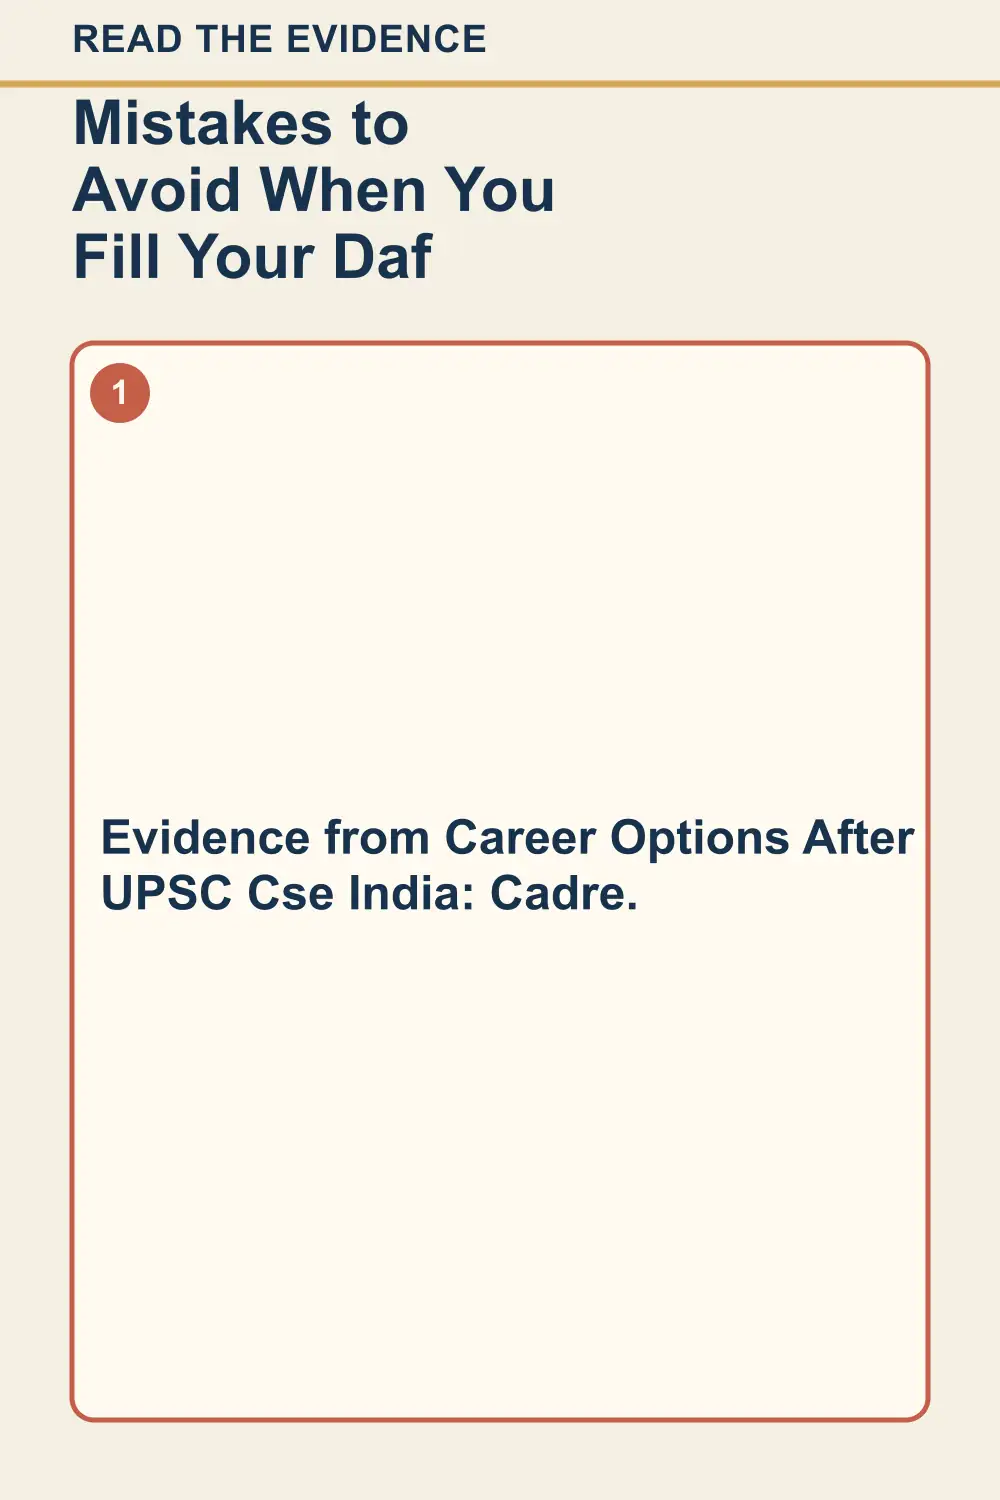 READ THE EVIDENCE
Mistakes to
Avoid When You
Fill Your Daf
1
Evidence from Career Options After
UPSC Cse India: Cadre.